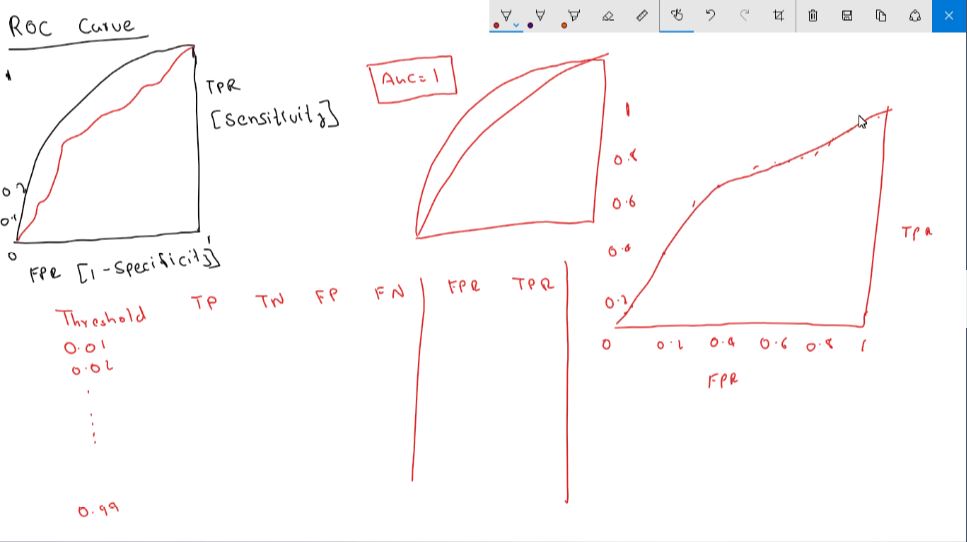 ROC Curve
1
TPR
[Sensitivity]
0.2
0.1
0
1
FPR [1-Specificity]
AUC = 1
1
0.8
0.6
0.4
0.2
0 0.2 0.4 0.6 0.8 1
TPR
FPR
Threshold TP TN FP FN FPR TPR
0.01
0.02
0.99